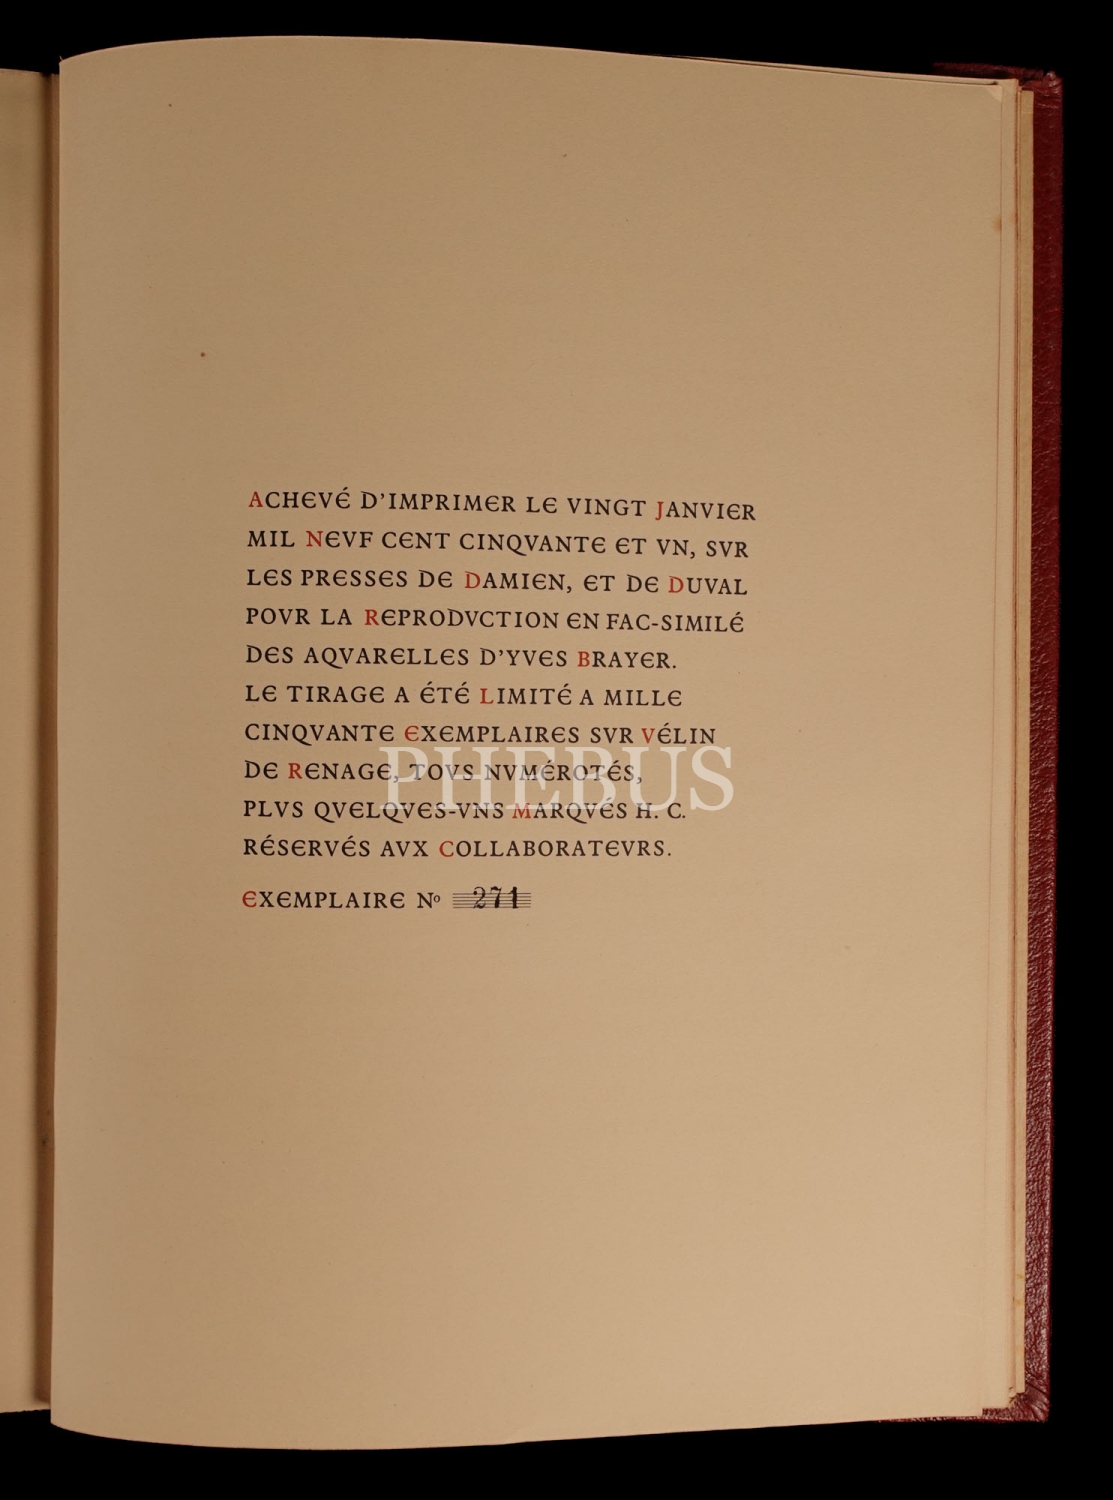 ACHEVÉ D'IMPRIMER LE VINGT JANVIER
MIL NEVF CENT CINQVANTE ET VN, SVR
LES PRESSES DE DAMIEN, ET DE DUVAL
POVR LA REPRODVCTION EN FAC-SIMILÉ
DES AQVARELLES D'YVES BRAYER.
LE TIRAGE A ÉTÉ LIMITÉ A MILLE
CINQVANTE EXEMPLAIRES SVR VÉLIN
DE RENAGE, TOVS NVMÉROTÉS,
PHEBUS
PLVS QVELQVES-VNS MARQVÉS H. C.
RÉSERVÉS AVX COLLABORATEVRS.
EXEMPLAIRE Nº 271